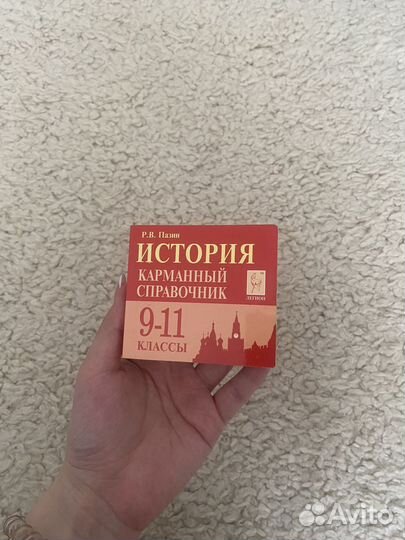 Р.В. Пазин
ИСТОРИЯ
КАРМАННЫЙ
СПРАВОЧНИК
ЛЕГИОН
9-11
КЛАССЫ
Avito